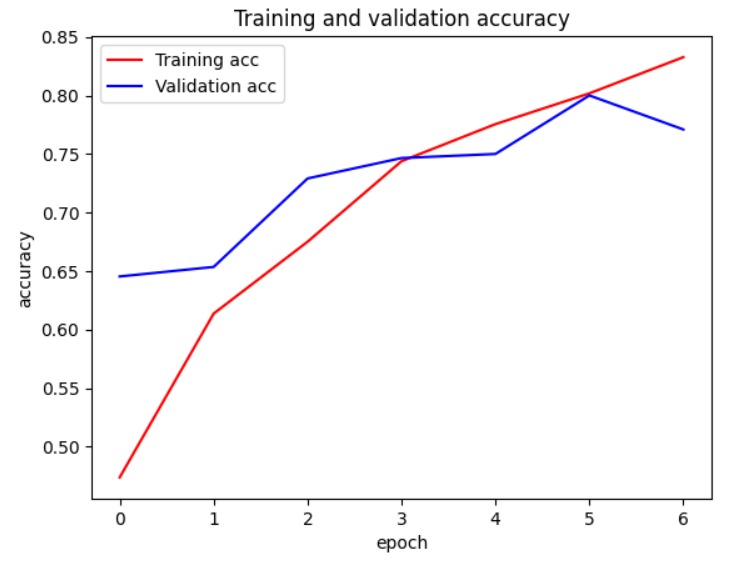 Training and validation accuracy
Training acc
Validation acc
accuracy
0.85
0.80
0.75
0.70
0.65
0.60
0.55
0.50
0 1 2 3 4 5 6
epoch